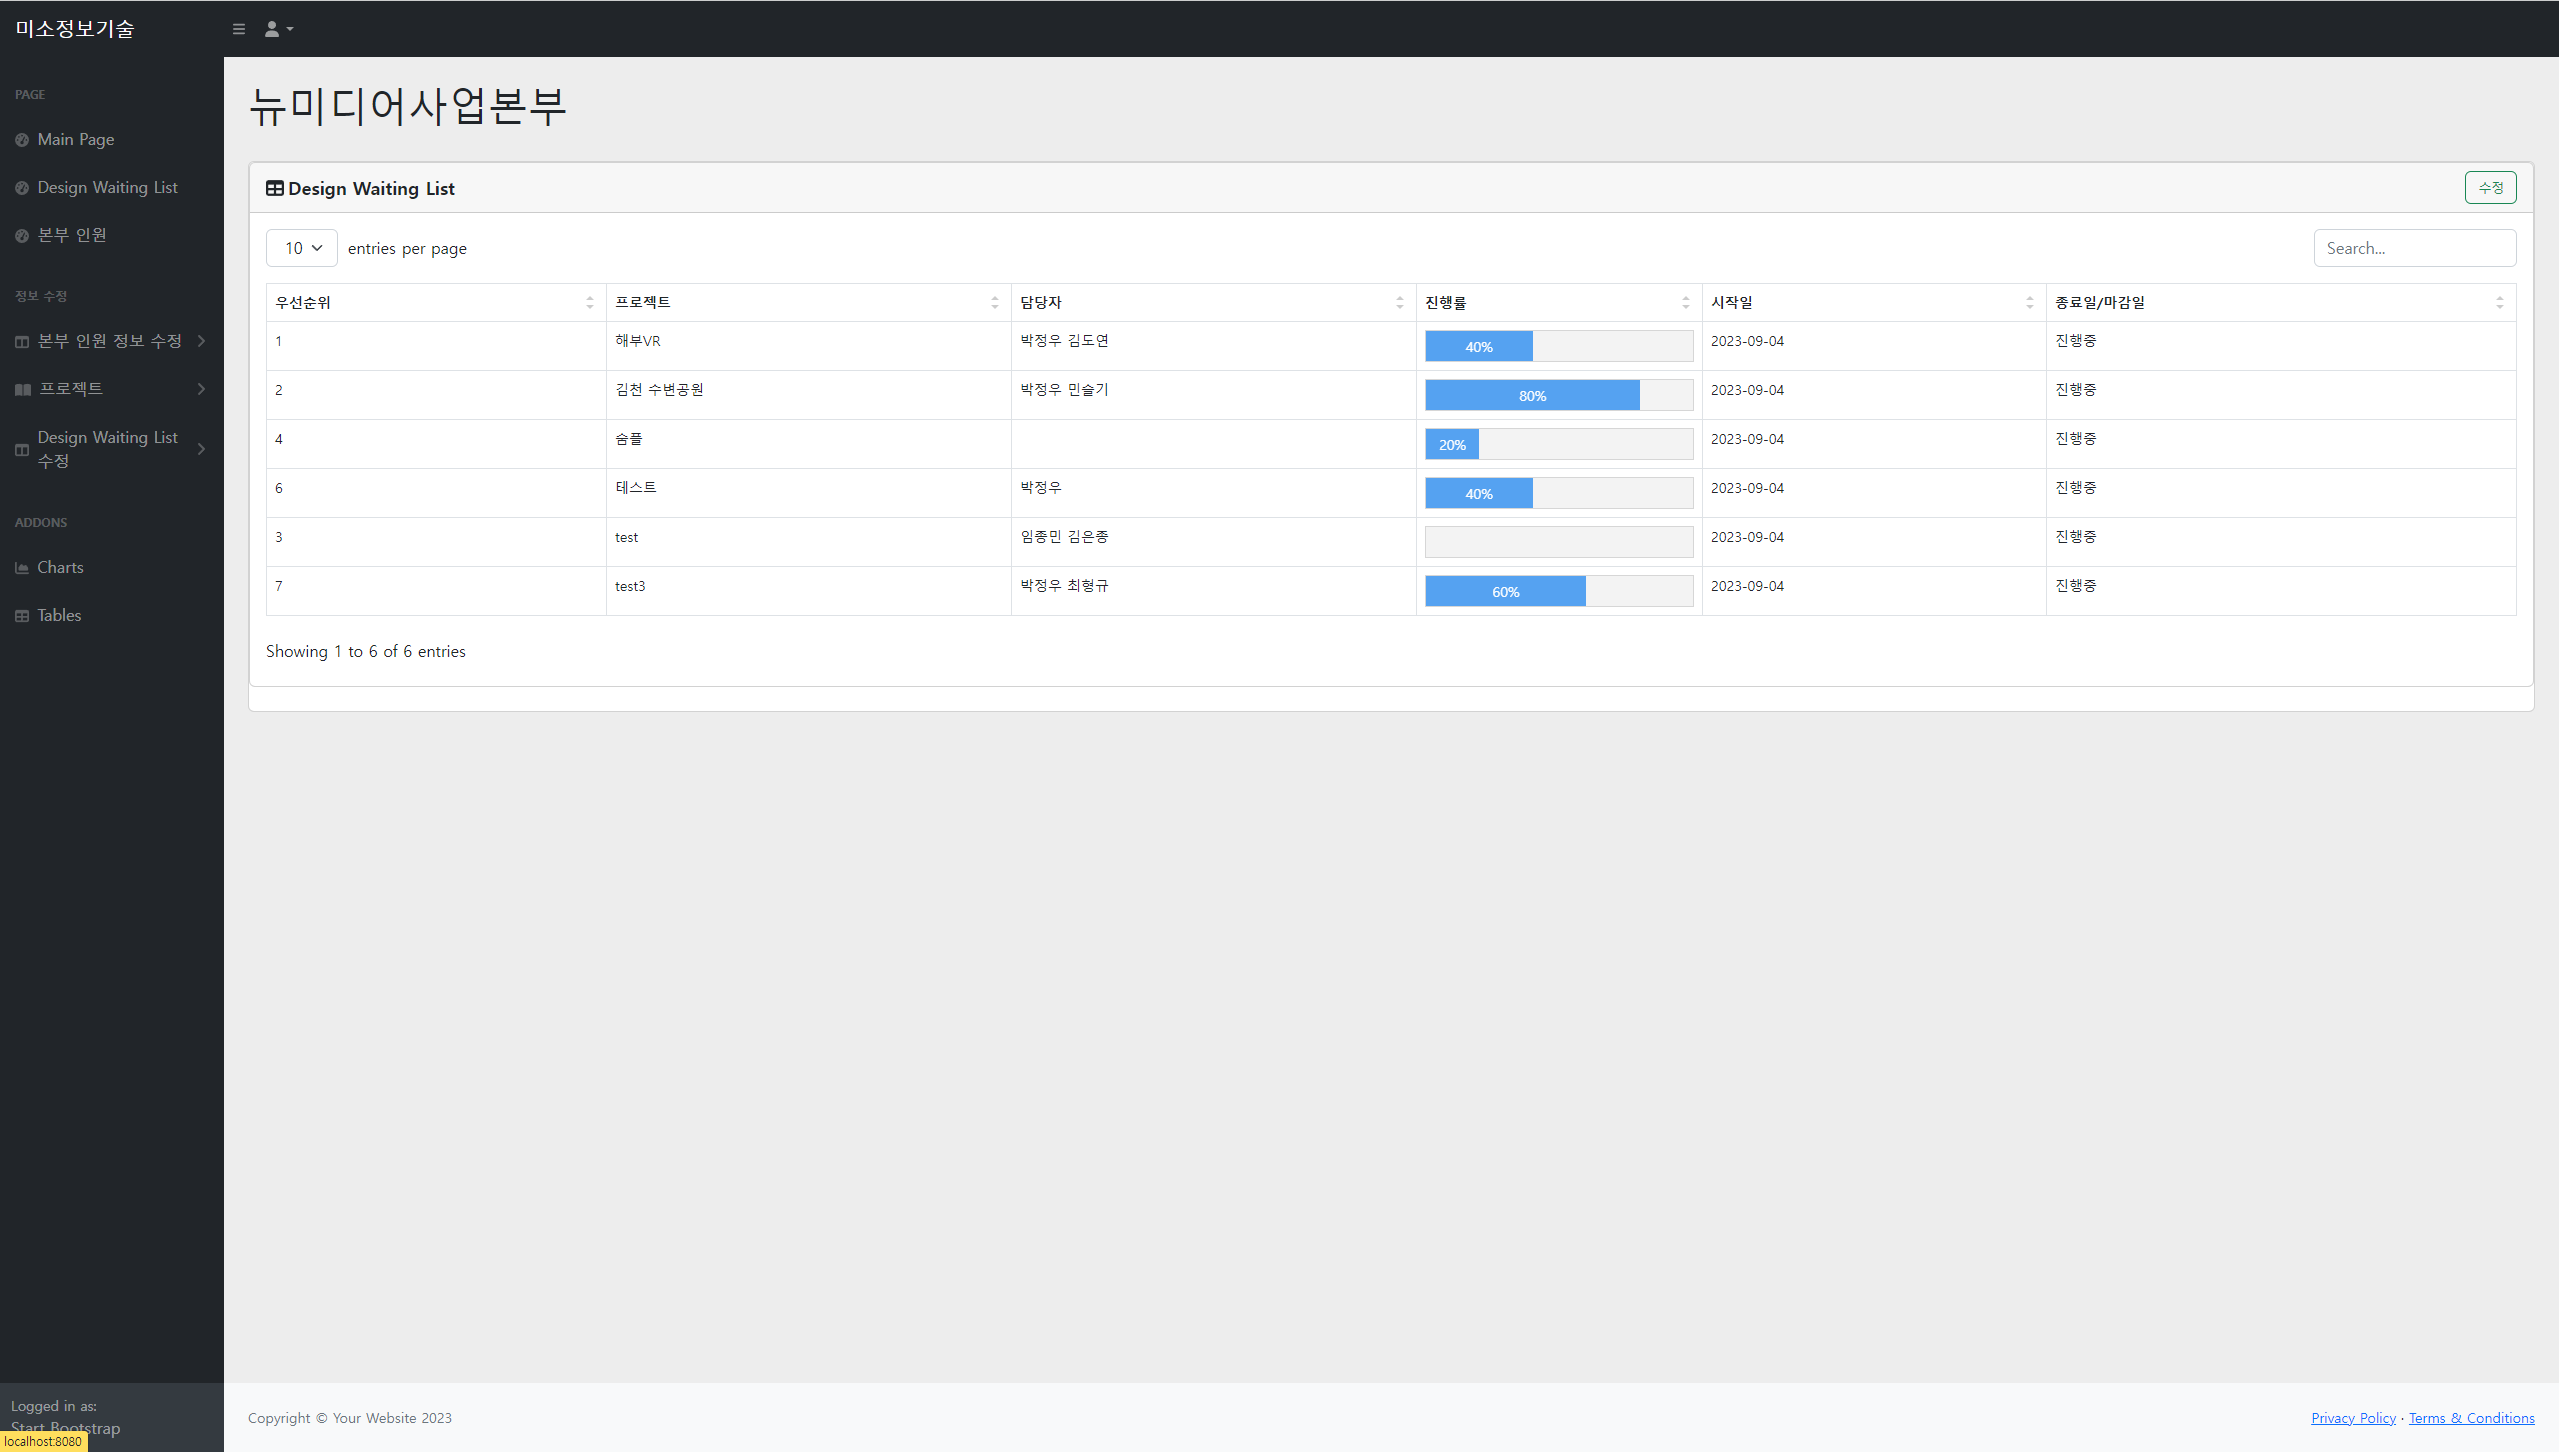 미소정보기술
PAGE
Main Page
Design Waiting List
본부 인원
정보 수정
본부 인원 정보 수정
프로젝트
Design Waiting List
수정
ADDONS
Charts
Tables
Logged in as:
Start Bootstrap
localhost:8080
뉴미디어사업본부
Design Waiting List 수정
10 entries per page Search...
우선순위 프로젝트 담당자 진행률 시작일 종료일/마감일
1 해부VR 박정우 김도연 40% 2023-09-04 진행중
2 김천 수변공원 박정우 민슬기 80% 2023-09-04 진행중
4 숨플 20% 2023-09-04 진행중
6 테스트 박정우 40% 2023-09-04 진행중
3 test 임종민 김은종 2023-09-04 진행중
7 test3 박정우 최형규 60% 2023-09-04 진행중
Showing 1 to 6 of 6 entries
Copyright © Your Website 2023 Privacy Policy · Terms & Conditions